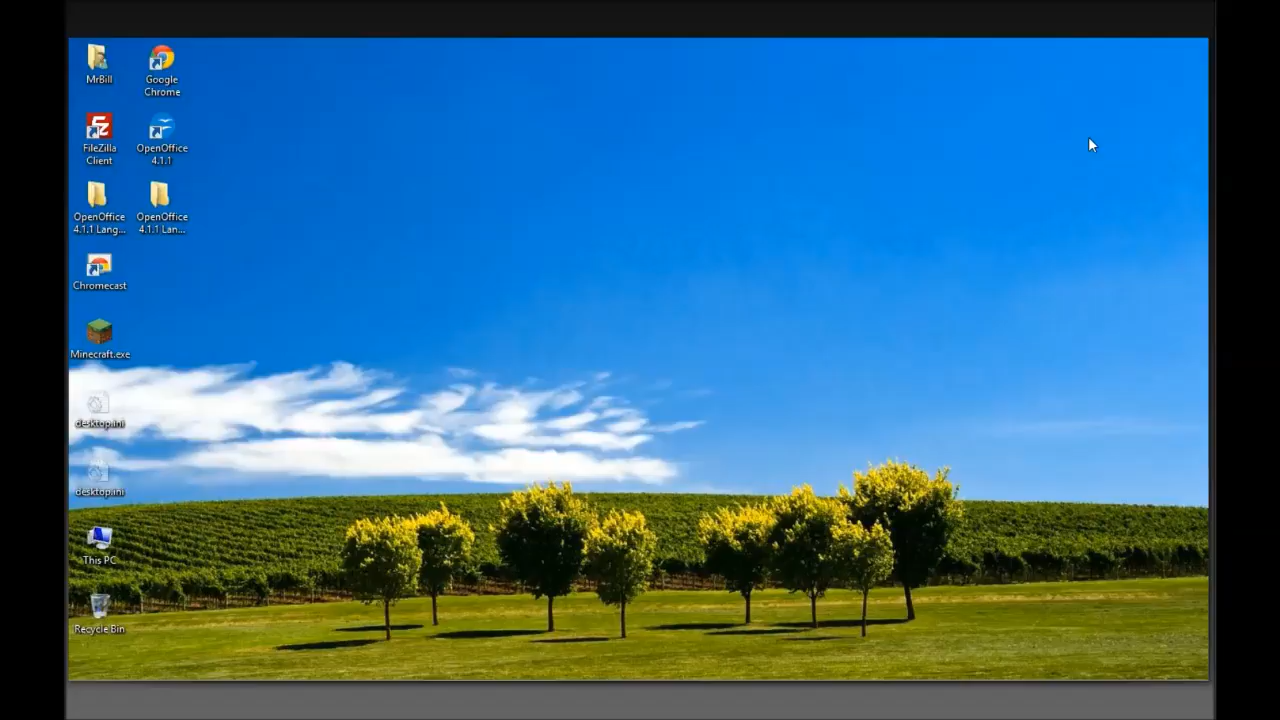 MrBill
Google
Chrome
FileZilla
Client
OpenOffice
4.1.1
OpenOffice
4.1.1 Lang...
OpenOffice
4.1.1 Lan...
Chromecast
Minecraft.exe
desktop.ini
desktop.ini
This PC
Recycle Bin